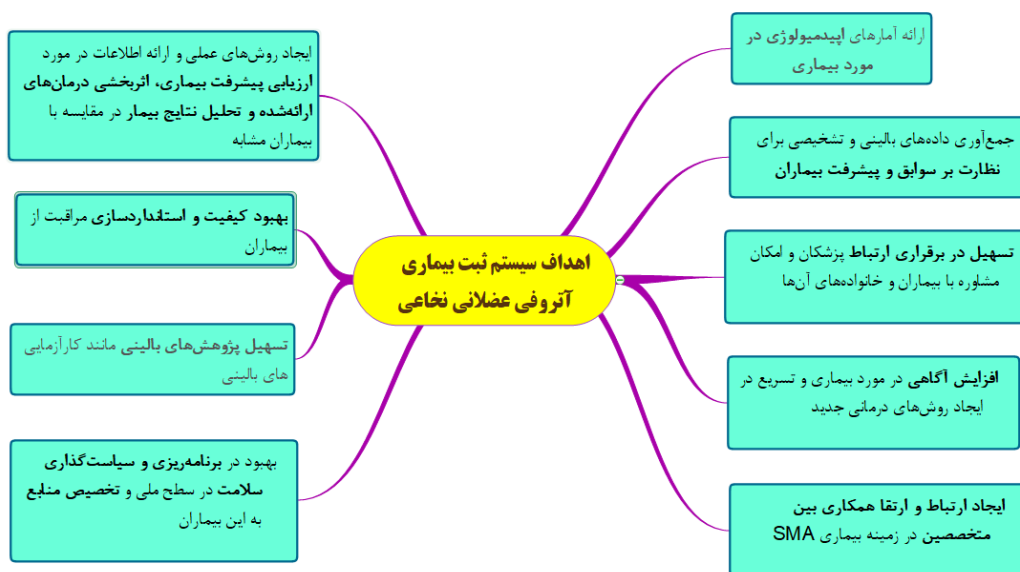 اهداف سیستم ثبت بیماری
آتروفی عضلانی نخاعی
ارائه آمارهای اپیدمیولوژی در
مورد بیماری
جمع‌آوری داده‌های بالینی و تشخیصی برای
نظارت بر سوابق و پیشرفت بیماران
تسهیل در برقراری ارتباط پزشکان و امکان
مشاوره با بیماران و خانواده‌های آن‌ها
افزایش آگاهی در مورد بیماری و تسریع در
ایجاد روش‌های درمانی جدید
ایجاد ارتباط و ارتقا همکاری بین
متخصصین در زمینه بیماری SMA
ایجاد روش‌های عملی و ارائه اطلاعات در مورد
ارزیابی پیشرفت بیماری، اثربخشی درمان‌های
ارائه‌شده و تحلیل نتایج بیمار در مقایسه با
بیماران مشابه
بهبود کیفیت و استانداردسازی مراقبت از
بیماران
تسهیل پژوهش‌های بالینی مانند کارآزمایی
های بالینی
بهبود در برنامه‌ریزی و سیاست‌گذاری
سلامت در سطح ملی و تخصیص منابع
به این بیماران